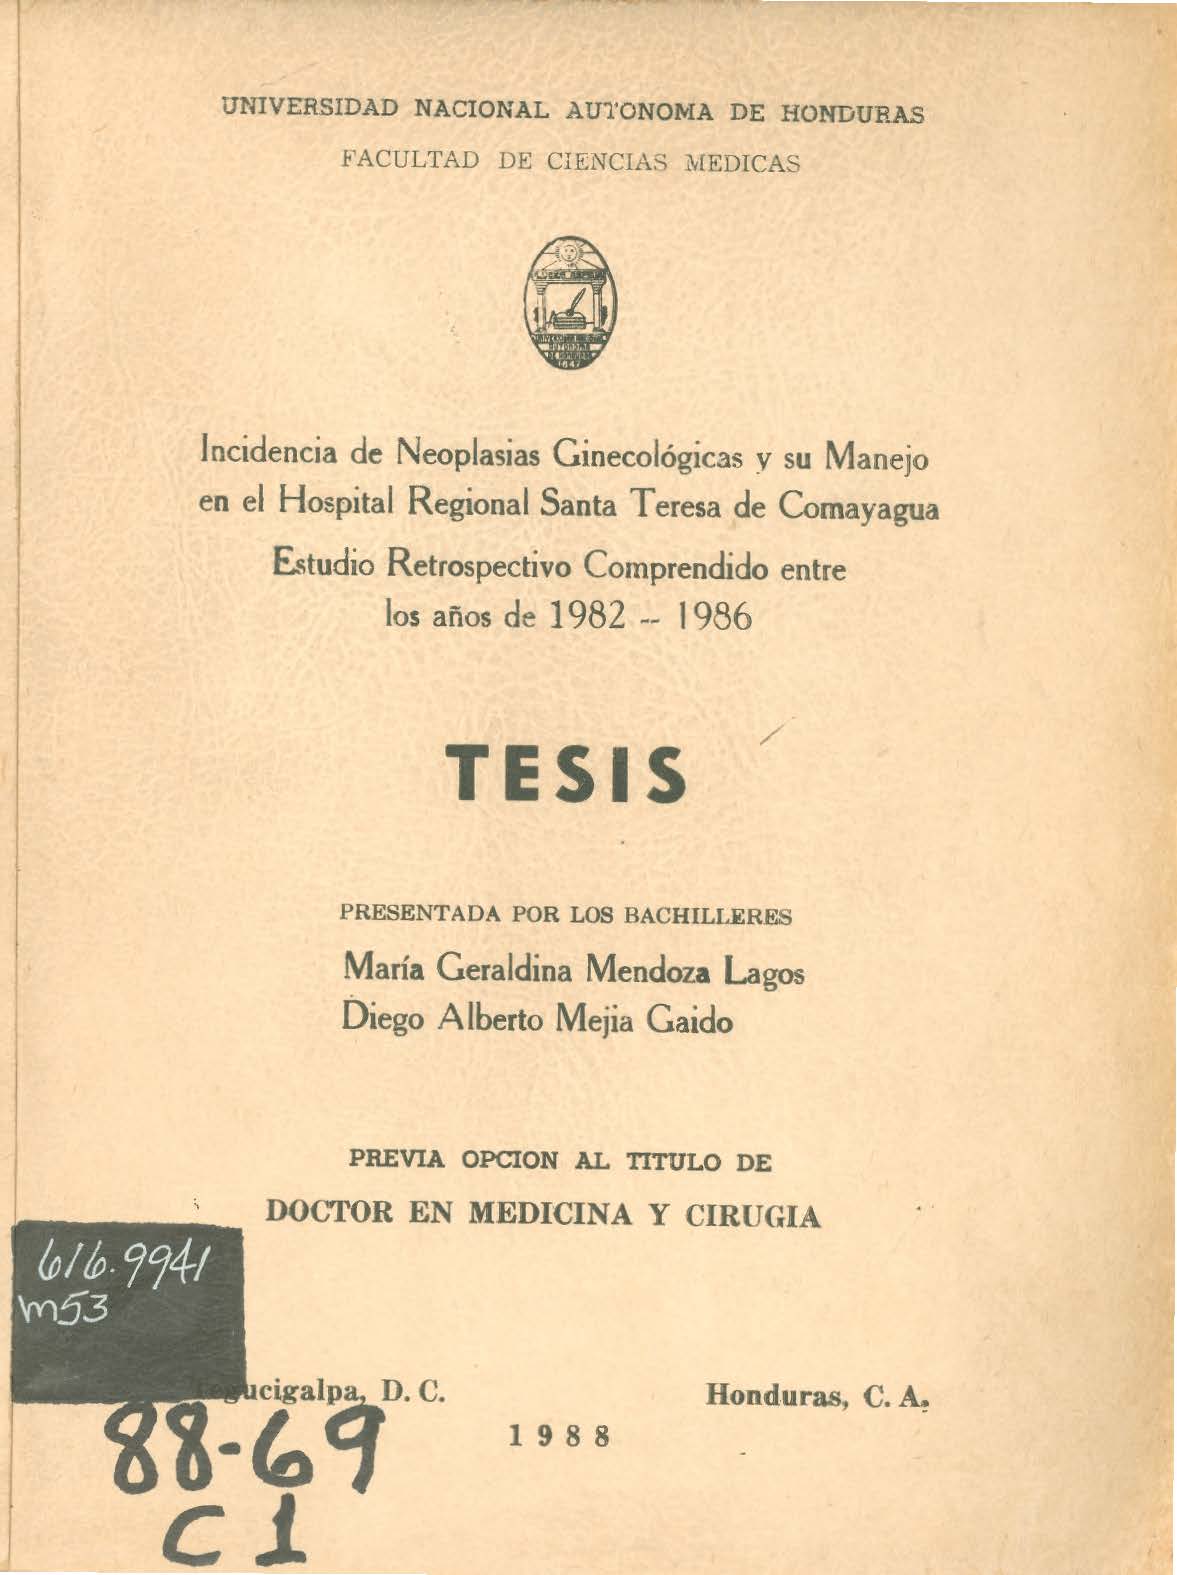 UNIVERSIDAD NACIONAL AUTONOMA DE HONDURAS
FACULTAD DE CIENCIAS MEDICAS
1847
Incidencia de Neoplasias Ginecológicas y su Manejo
en el Hospital Regional Santa Teresa de Comayagua
Estudio Retrospectivo Comprendido entre
los años de 1982 -- 1986
TESIS
PRESENTADA POR LOS BACHILLERES
María Geraldina Mendoza Lagos
Diego Alberto Mejia Gaido
PREVIA OPCION AL TITULO DE
DOCTOR EN MEDICINA Y CIRUGIA
616.9941
M53
Tegucigalpa, D. C. Honduras, C. A.
1988
88-69
C1